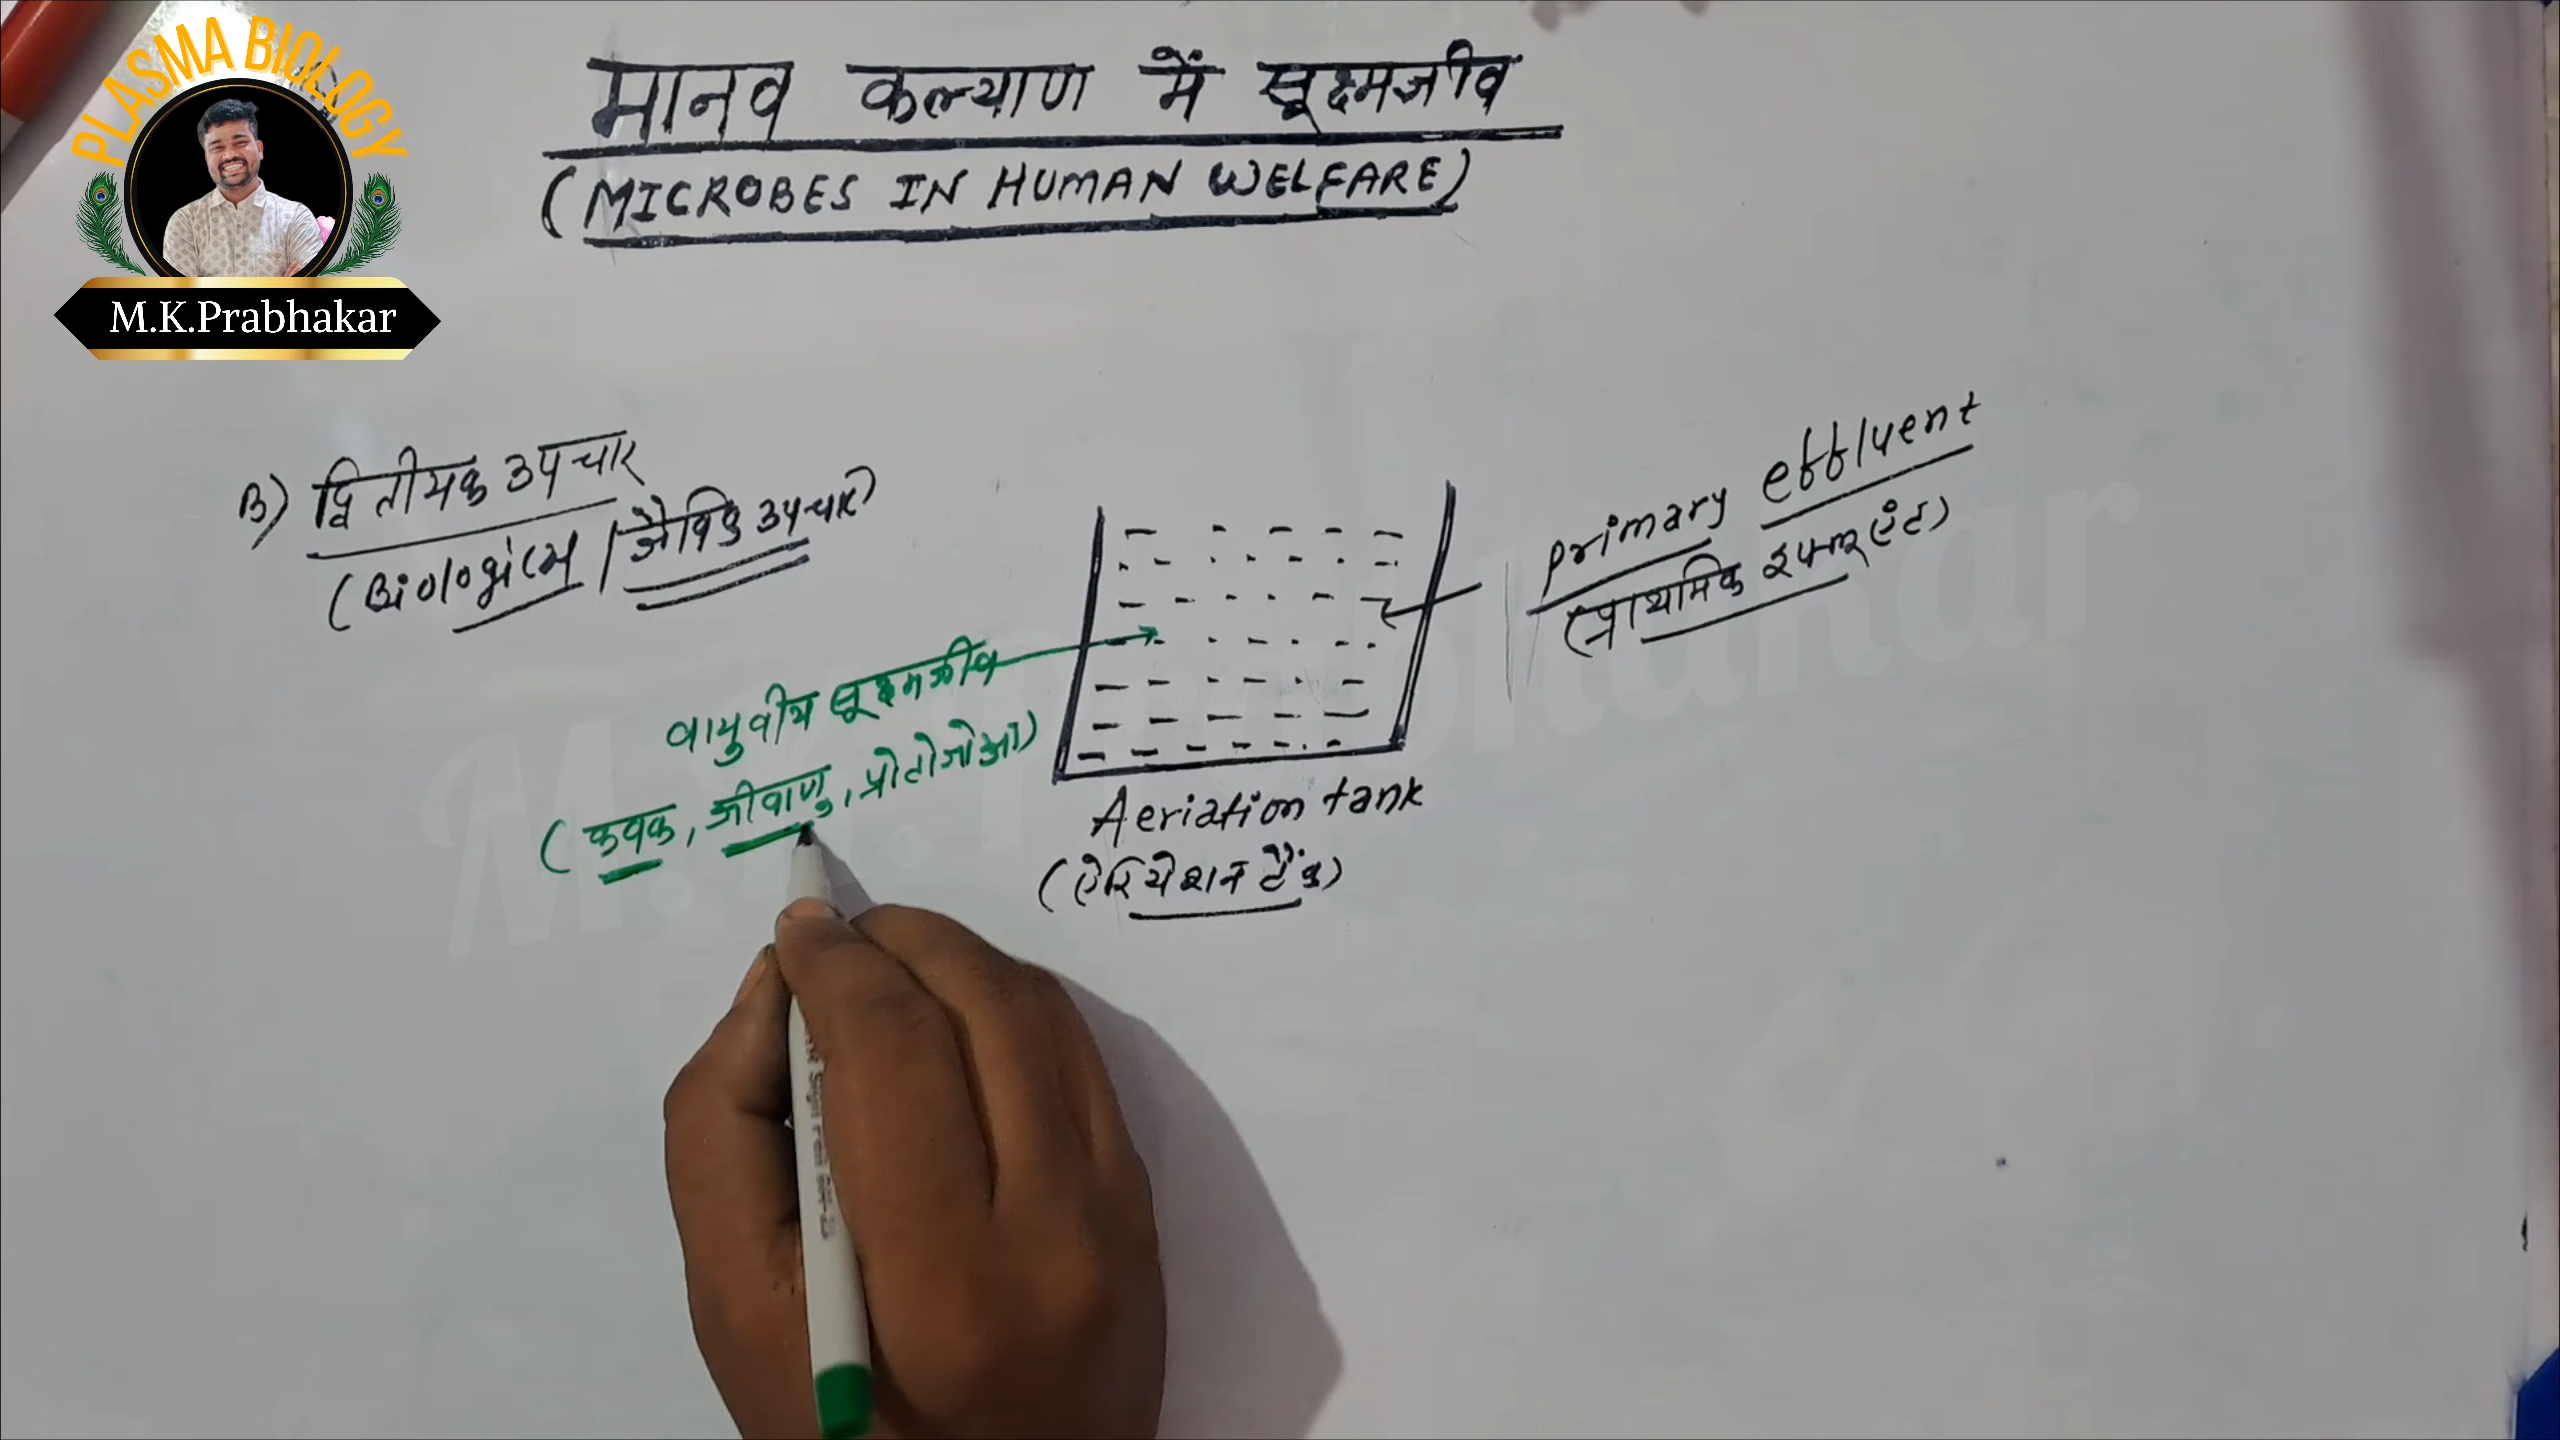 PLASMA BIOLOGY
M.K.Prabhakar
मानव कल्याण में सूक्ष्मजीव
(MICROBES IN HUMAN WELFARE)
B) द्वितीयक उपचार
(Biological / जैविक उपचार)
primary effluent
(प्राथमिक इफ्लूएंट)
वायुवीय सूक्ष्मजीव
(कवक, जीवाणु, प्रोटोजोआ)
Aeriation tank
(ऐरियेशन टैंक)
M.K.Prabhakar